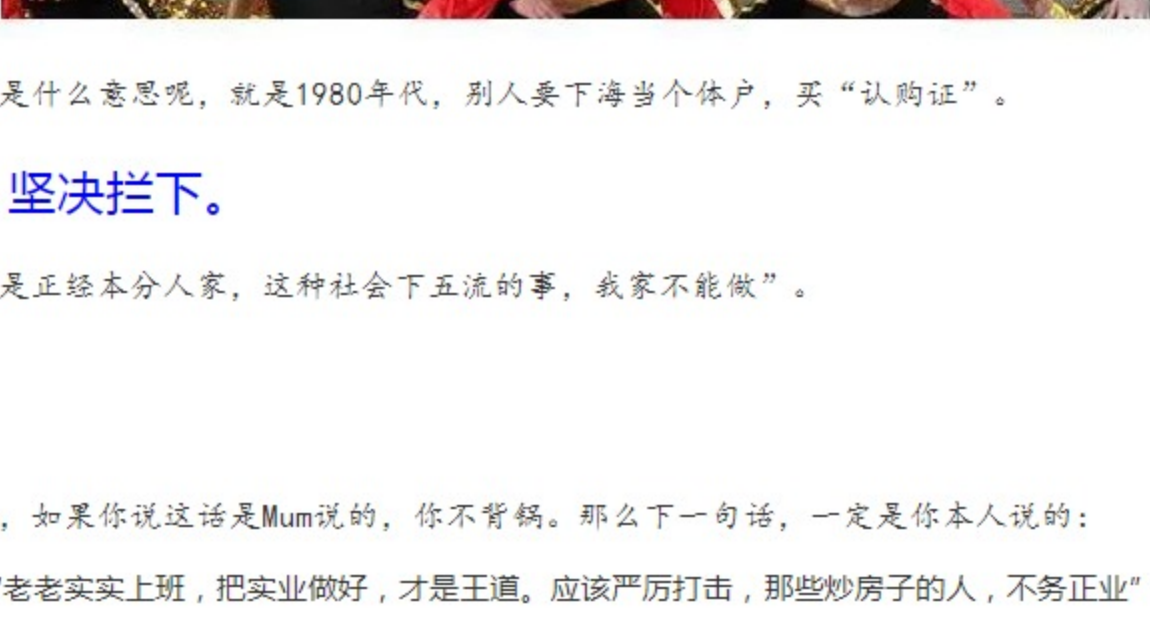 是什么意思呢，就是1980年代，别人要下海当个体户，买“认购证”。
坚决拦下。
是正经本分人家，这种社会下五流的事，我家不能做”。
，如果你说这话是Mum说的，你不背锅。那么下一句话，一定是你本人说的：
“老老实实上班，把实业做好，才是王道。应该严厉打击，那些炒房子的人，不务正业”